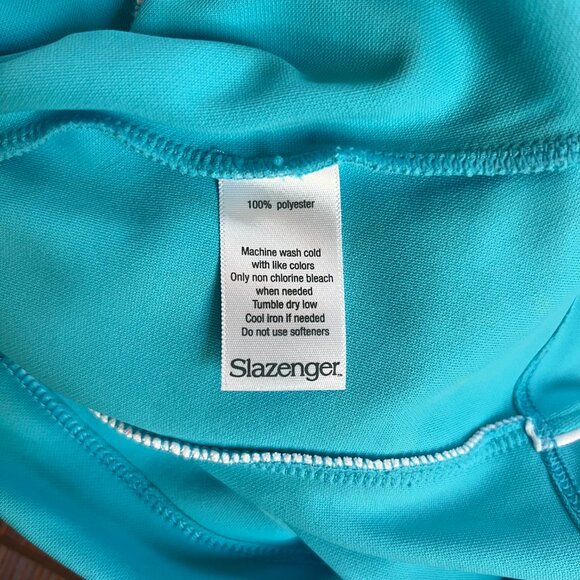 100% polyester
Machine wash cold
with like colors
Only non chlorine bleach
when needed
Tumble dry low
Cool iron if needed
Do not use softeners
Slazenger™